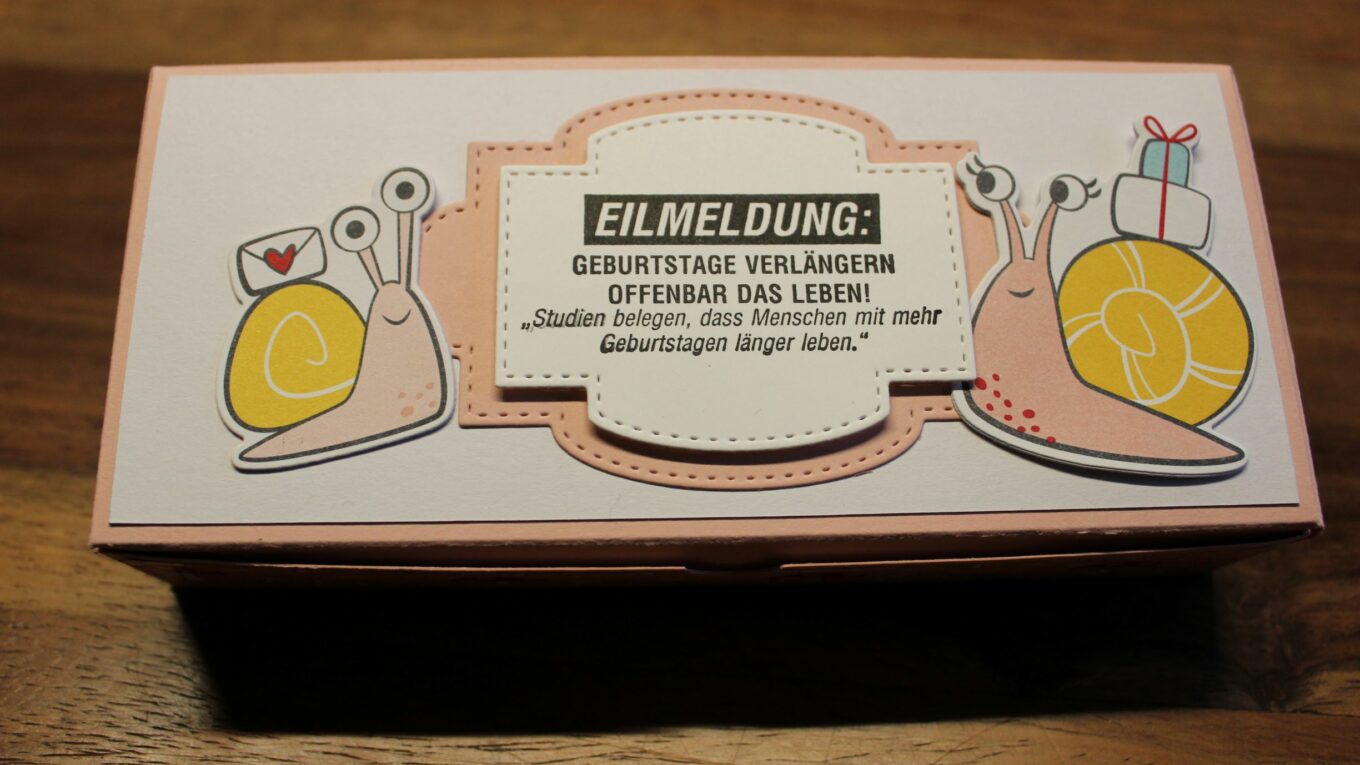 EILMELDUNG:
GEBURTSTAGE VERLÄNGERN
OFFENBAR DAS LEBEN!
„Studien belegen, dass Menschen mit mehr
Geburtstagen länger leben.“